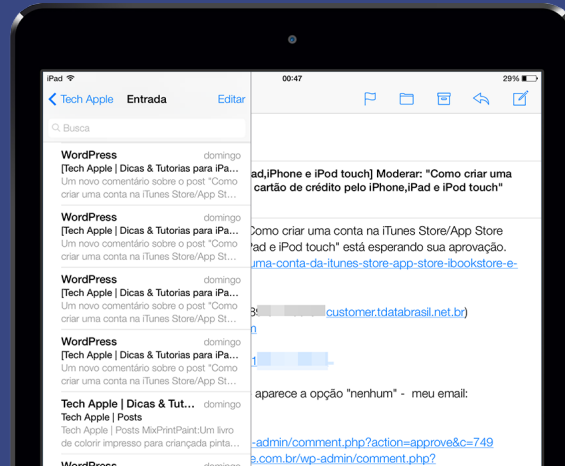 iPad 00:47 29%
Tech Apple Entrada Editar
Busca
WordPress domingo
[Tech Apple | Dicas & Tutorias para iPa...
Um novo comentário sobre o post "Como
criar uma conta na iTunes Store/App St...
WordPress domingo
[Tech Apple | Dicas & Tutorias para iPa...
Um novo comentário sobre o post "Como
criar uma conta na iTunes Store/App St...
WordPress domingo
[Tech Apple | Dicas & Tutorias para iPa...
Um novo comentário sobre o post "Como
criar uma conta na iTunes Store/App St...
WordPress domingo
[Tech Apple | Dicas & Tutorias para iPa...
Um novo comentário sobre o post "Como
criar uma conta na iTunes Store/App St...
Tech Apple | Dicas & Tut... domingo
Tech Apple | Posts
Tech Apple | Posts MixPrintPaint:Um livro
de colorir impresso para criançada pinta...
WordPress domingo
ad,iPhone e iPod touch] Moderar: "Como criar uma
cartão de crédito pelo iPhone,iPad e iPod touch"
Como criar uma conta na iTunes Store/App Store
Pad e iPod touch" está esperando sua aprovação.
uma-conta-da-itunes-store-app-store-ibookstore-e-
customer.tdatabrasil.net.br)
aparece a opção "nenhum" - meu email:
-admin/comment.php?action=approve&c=749
e.com.br/wp-admin/comment.php?